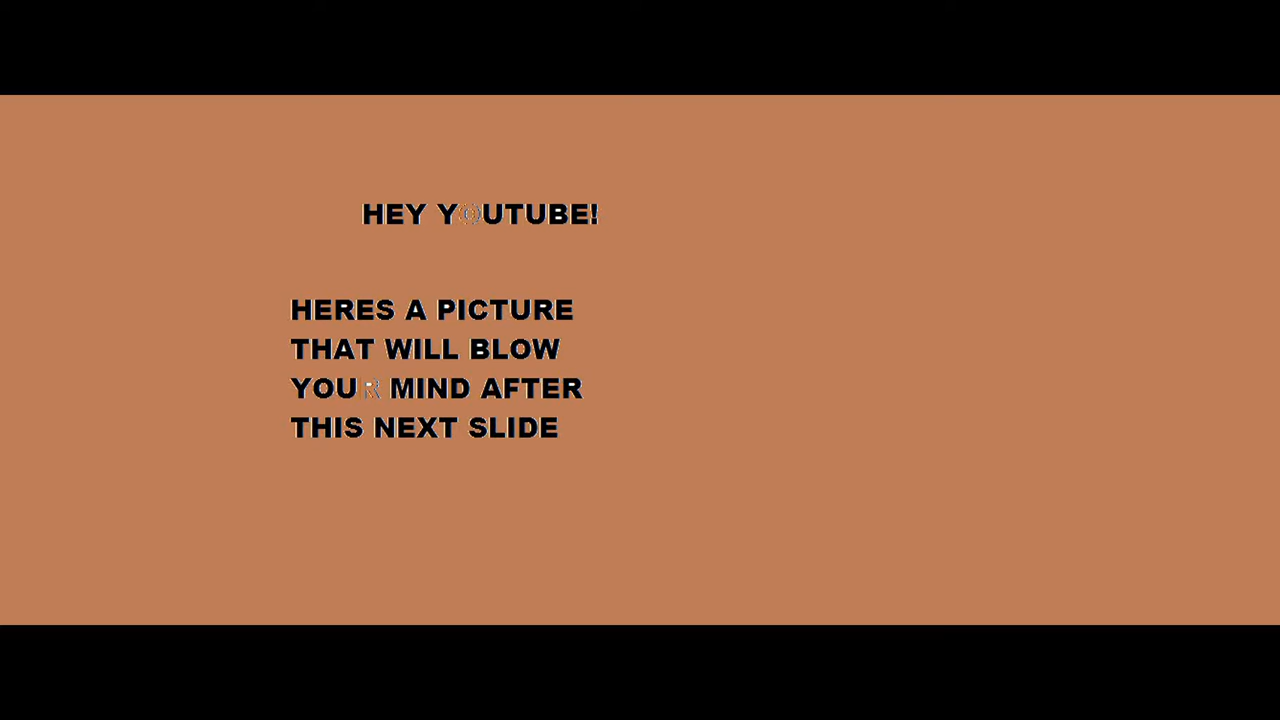 HEY YOUTUBE!
HERES A PICTURE
THAT WILL BLOW
YOUR MIND AFTER
THIS NEXT SLIDE